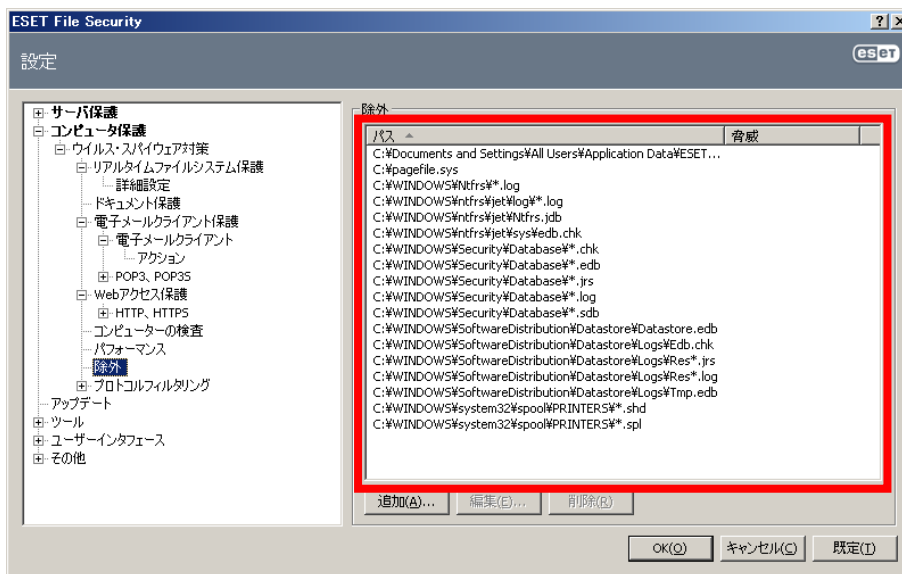 ESET File Security
設定
eset
サーバ保護
コンピュータ保護
ウイルス・スパイウェア対策
リアルタイムファイルシステム保護
詳細設定
ドキュメント保護
電子メールクライアント保護
電子メールクライアント
アクション
POP3、POP3S
Webアクセス保護
HTTP、HTTPS
コンピューターの検査
パフォーマンス
除外
プロトコルフィルタリング
アップデート
ツール
ユーザーインタフェース
その他
除外
パス 脅威
C:¥Documents and Settings¥All Users¥Application Data¥ESET...
C:¥pagefile.sys
C:¥WINDOWS¥Ntfrs¥*.log
C:¥WINDOWS¥ntfrs¥jet¥log¥*.log
C:¥WINDOWS¥ntfrs¥jet¥Ntfrs.jdb
C:¥WINDOWS¥ntfrs¥jet¥sys¥edb.chk
C:¥WINDOWS¥Security¥Database¥*.chk
C:¥WINDOWS¥Security¥Database¥*.edb
C:¥WINDOWS¥Security¥Database¥*.jrs
C:¥WINDOWS¥Security¥Database¥*.log
C:¥WINDOWS¥Security¥Database¥*.sdb
C:¥WINDOWS¥SoftwareDistribution¥Datastore¥Datastore.edb
C:¥WINDOWS¥SoftwareDistribution¥Datastore¥Logs¥Edb.chk
C:¥WINDOWS¥SoftwareDistribution¥Datastore¥Logs¥Res*.jrs
C:¥WINDOWS¥SoftwareDistribution¥Datastore¥Logs¥Res*.log
C:¥WINDOWS¥SoftwareDistribution¥Datastore¥Logs¥Tmp.edb
C:¥WINDOWS¥system32¥spool¥PRINTERS¥*.shd
C:¥WINDOWS¥system32¥spool¥PRINTERS¥*.spl
追加(A)... 編集(E)... 削除(R)
OK(O) キャンセル(C) 既定(T)